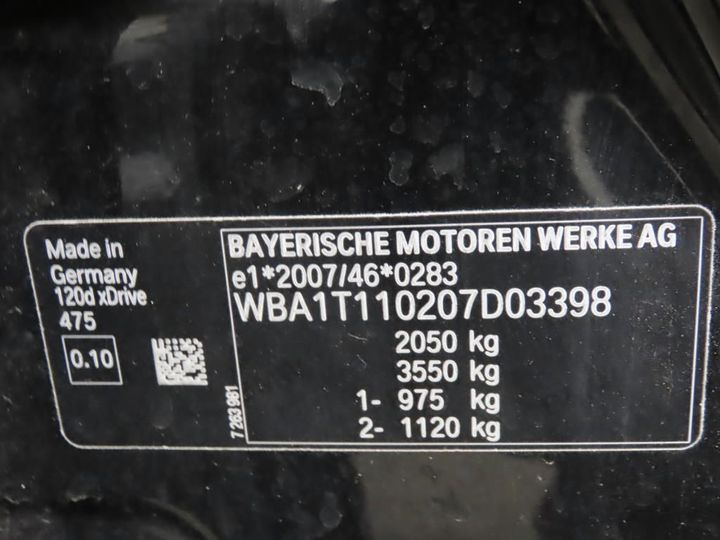 Made in
Germany
120d xDrive
475
0.10
7 263 981
BAYERISCHE MOTOREN WERKE AG
e1*2007/46*0283
WBA1T110207D03398
2050 kg
3550 kg
1- 975 kg
2- 1120 kg